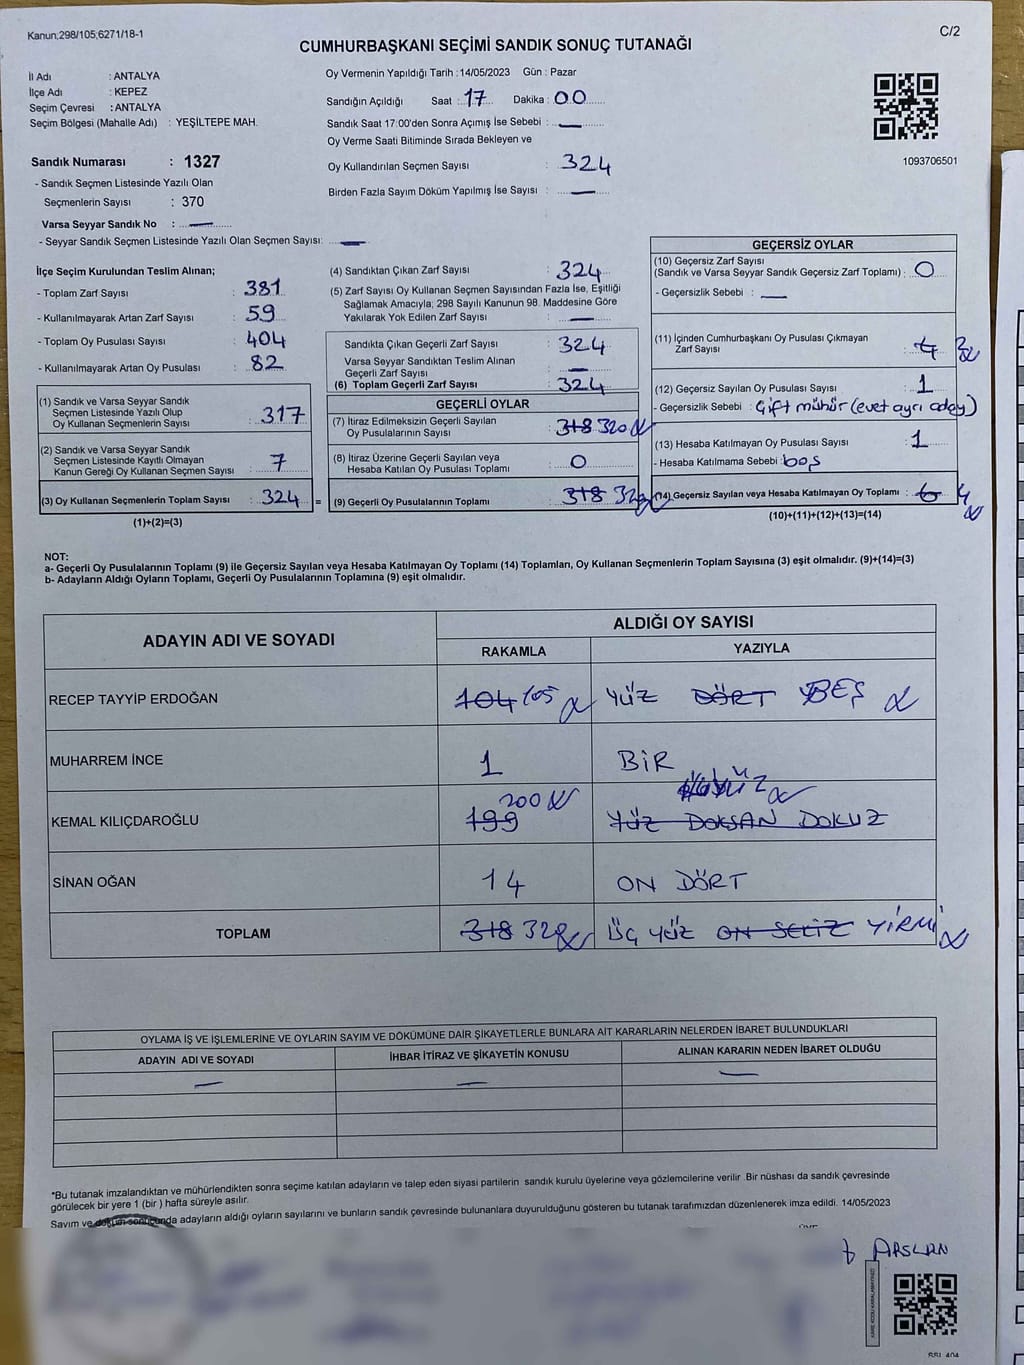 Kanun;298/105;6271/18-1
C/2
CUMHURBAŞKANI SEÇİMİ SANDIK SONUÇ TUTANAĞI
İl Adı : ANTALYA
İlçe Adı : KEPEZ
Seçim Çevresi : ANTALYA
Seçim Bölgesi (Mahalle Adı) : YEŞİLTEPE MAH.
Sandık Numarası : 1327
- Sandık Seçmen Listesinde Yazılı Olan
Seçmenlerin Sayısı : 370
Varsa Seyyar Sandık No : —
- Seyyar Sandık Seçmen Listesinde Yazılı Olan Seçmen Sayısı: —
Oy Vermenin Yapıldığı Tarih : 14/05/2023 Gün : Pazar
Sandığın Açıldığı Saat : 17 Dakika : 00
Sandık Saat 17:00'den Sonra Açımış İse Sebebi : —
Oy Verme Saati Bitiminde Sırada Bekleyen ve
Oy Kullandırılan Seçmen Sayısı : 324
Birden Fazla Sayım Döküm Yapılmış İse Sayısı : —
1093706501
İlçe Seçim Kurulundan Teslim Alınan;
- Toplam Zarf Sayısı : 381
- Kullanılmayarak Artan Zarf Sayısı : 59
- Toplam Oy Pusulası Sayısı : 404
- Kullanılmayarak Artan Oy Pusulası : 82
(1) Sandık ve Varsa Seyyar Sandık
Seçmen Listesinde Yazılı Olup
Oy Kullanan Seçmenlerin Sayısı : 317
(2) Sandık ve Varsa Seyyar Sandık
Seçmen Listesinde Kayıtlı Olmayan
Kanun Gereği Oy Kullanan Seçmen Sayısı : 7
(3) Oy Kullanan Seçmenlerin Toplam Sayısı : 324 =
(1)+(2)=(3)
(4) Sandıktan Çıkan Zarf Sayısı : 324
(5) Zarf Sayısı Oy Kullanan Seçmen Sayısından Fazla İse, Eşitliği
Sağlamak Amacıyla; 298 Sayılı Kanunun 98. Maddesine Göre
Yakılarak Yok Edilen Zarf Sayısı : —
Sandıkta Çıkan Geçerli Zarf Sayısı : 324
Varsa Seyyar Sandıktan Teslim Alınan
Geçerli Zarf Sayısı : —
(6) Toplam Geçerli Zarf Sayısı : 324
GEÇERLİ OYLAR
(7) İtiraz Edilmeksizin Geçerli Sayılan
Oy Pusulalarının Sayısı : 318 320
(8) İtiraz Üzerine Geçerli Sayılan veya
Hesaba Katılan Oy Pusulası Toplamı : 0
(9) Geçerli Oy Pusulalarının Toplamı : 318 320
GEÇERSİZ OYLAR
(10) Geçersiz Zarf Sayısı
(Sandık ve Varsa Seyyar Sandık Geçersiz Zarf Toplamı) : 0
- Geçersizlik Sebebi : —
(11) İçinden Cumhurbaşkanı Oy Pusulası Çıkmayan
Zarf Sayısı : 4 2
(12) Geçersiz Sayılan Oy Pusulası Sayısı : 1
- Geçersizlik Sebebi : Çift mühür (evet ayrı aday)
(13) Hesaba Katılmayan Oy Pusulası Sayısı : 1
- Hesaba Katılmama Sebebi : boş
(14) Geçersiz Sayılan veya Hesaba Katılmayan Oy Toplamı : 6 4
(10)+(11)+(12)+(13)=(14)
NOT:
a- Geçerli Oy Pusulalarının Toplamı (9) ile Geçersiz Sayılan veya Hesaba Katılmayan Oy Toplamı (14) Toplamları, Oy Kullanan Seçmenlerin Toplam Sayısına (3) eşit olmalıdır. (9)+(14)=(3)
b- Adayların Aldığı Oyların Toplamı, Geçerli Oy Pusulalarının Toplamına (9) eşit olmalıdır.
ADAYIN ADI VE SOYADI
ALDIĞI OY SAYISI
RAKAMLA YAZIYLA
RECEP TAYYİP ERDOĞAN 104 105 YÜZ DÖRT BEŞ
MUHARREM İNCE 1 BİR
KEMAL KILIÇDAROĞLU 199 200 YÜZ DOKSAN DOKUZ
SİNAN OĞAN 14 ON DÖRT
TOPLAM 318 320 ÜÇ YÜZ ON SEKİZ YİRMİ
OYLAMA İŞ VE İŞLEMLERİNE VE OYLARIN SAYIM VE DÖKÜMÜNE DAİR ŞİKAYETLERLE BUNLARA AİT KARARLARIN NELERDEN İBARET BULUNDUKLARI
ADAYIN ADI VE SOYADI İHBAR İTİRAZ VE ŞİKAYETİN KONUSU ALINAN KARARIN NEDEN İBARET OLDUĞU
— — —
*Bu tutanak imzalandıktan ve mühürlendikten sonra seçime katılan adayların ve talep eden siyasi partilerin sandık kurulu üyelerine veya gözlemcilerine verilir .Bir nüshası da sandık çevresinde
görülecek bir yere 1 (bir ) hafta süreyle asılır.
Sayım ve döküm sonucunda adayların aldığı oyların sayılarını ve bunların sandık çevresinde bulunanlara duyurulduğunu gösteren bu tutanak tarafımızdan düzenlenerek imza edildi. 14/05/2023
ARSLAN